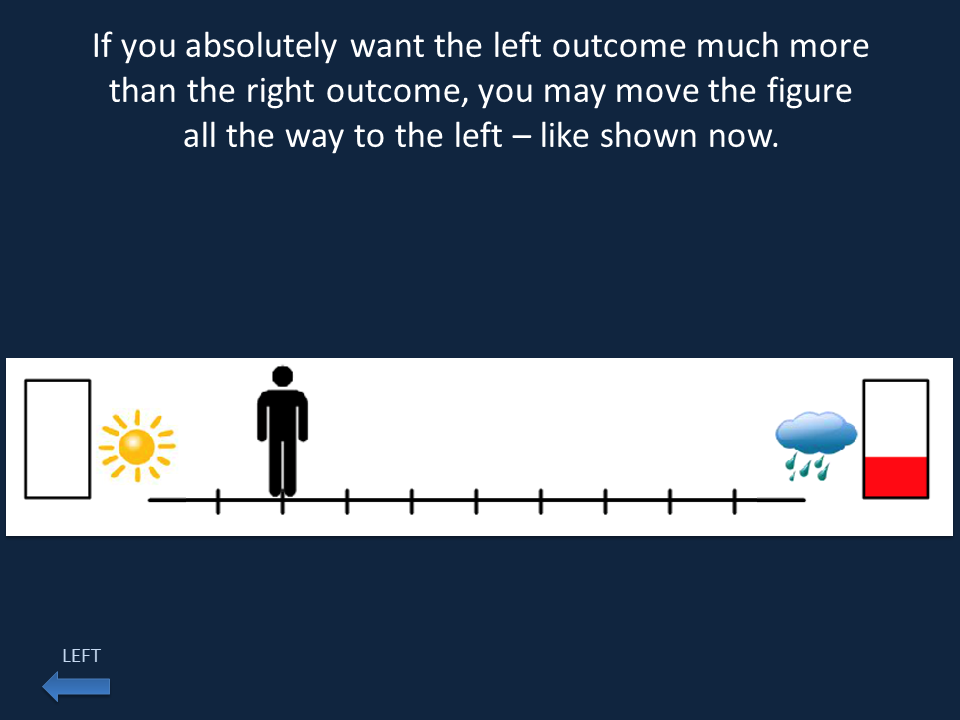 If you absolutely want the left outcome much more
than the right outcome, you may move the figure
all the way to the left – like shown now.
LEFT